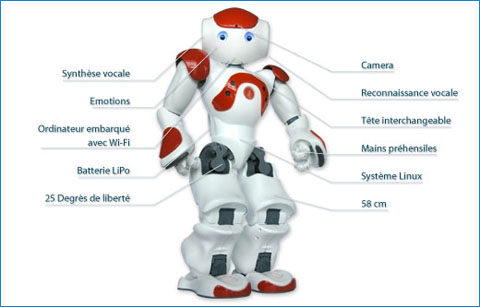 Synthèse vocale
Emotions
Ordinateur embarqué
avec Wi-Fi
Batterie LiPo
25 Degrès de liberté
Camera
Reconnaissance vocale
Tête interchangeable
Mains préhensiles
Système Linux
58 cm